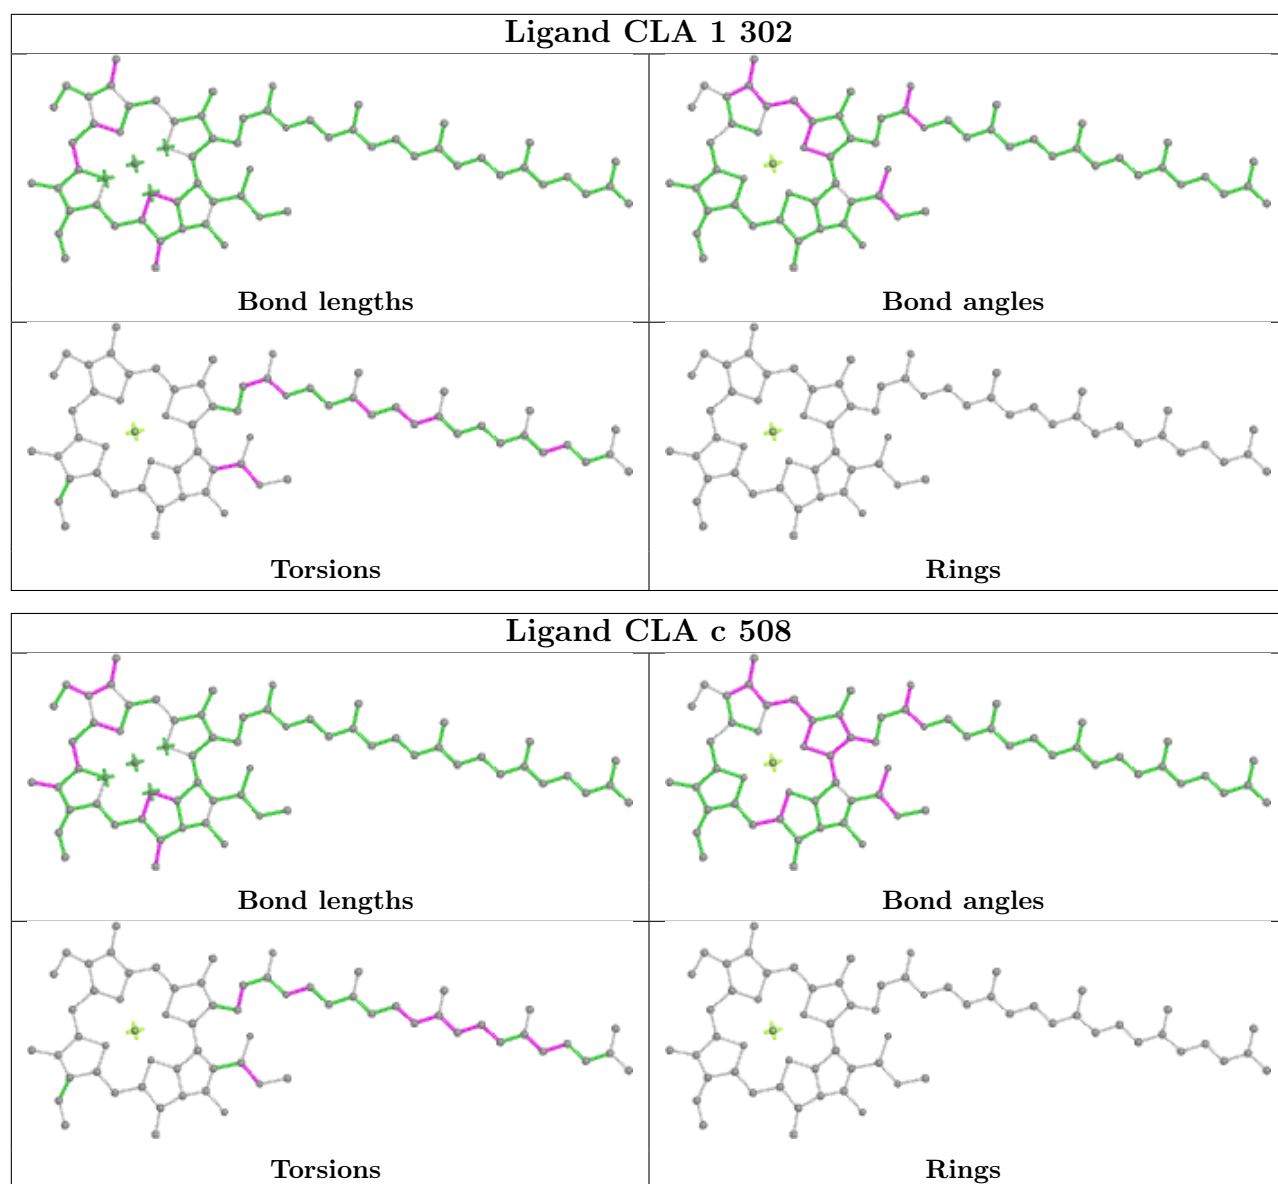 Ligand CLA 1 302
Bond lengths
Bond angles
Torsions
Rings
Ligand CLA c 508
Bond lengths
Bond angles
Torsions
Rings